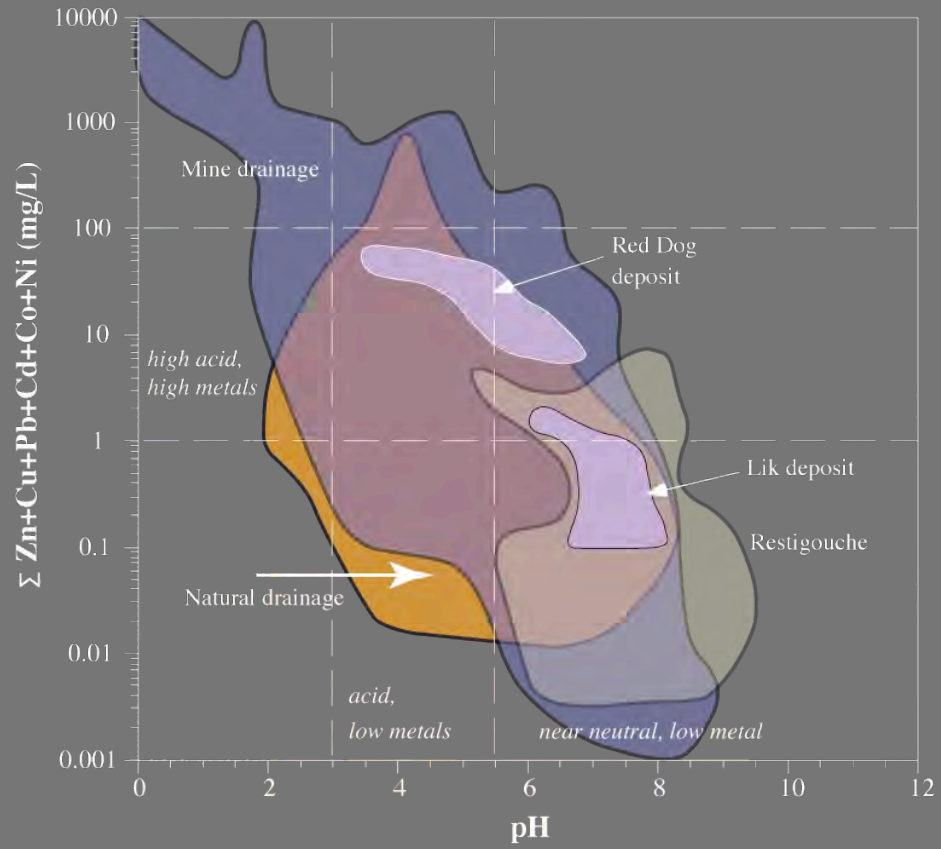 10000
1000
100
10
1
0.1
0.01
0.001
Σ Zn+Cu+Pb+Cd+Co+Ni (mg/L)
Mine drainage
Red Dog
deposit
high acid,
high metals
Lik deposit
Restigouche
Natural drainage
acid,
low metals
near neutral, low metal
0 2 4 6 8 10 12
pH